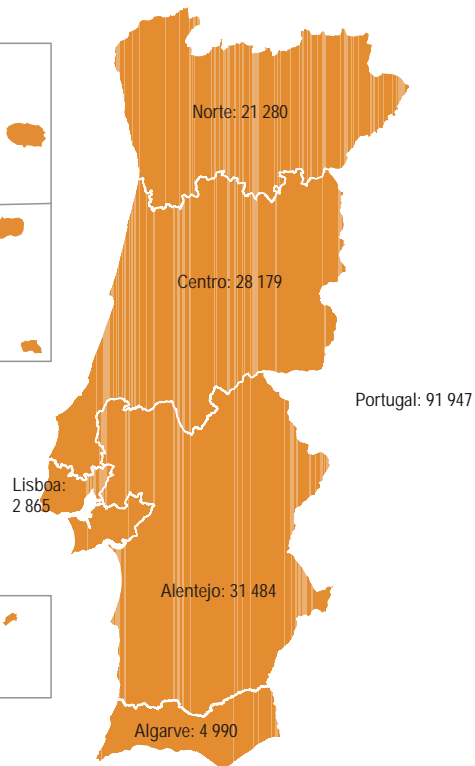 Norte: 21 280
Centro: 28 179
Portugal: 91 947
Lisboa:
2 865
Alentejo: 31 484
Algarve: 4 990